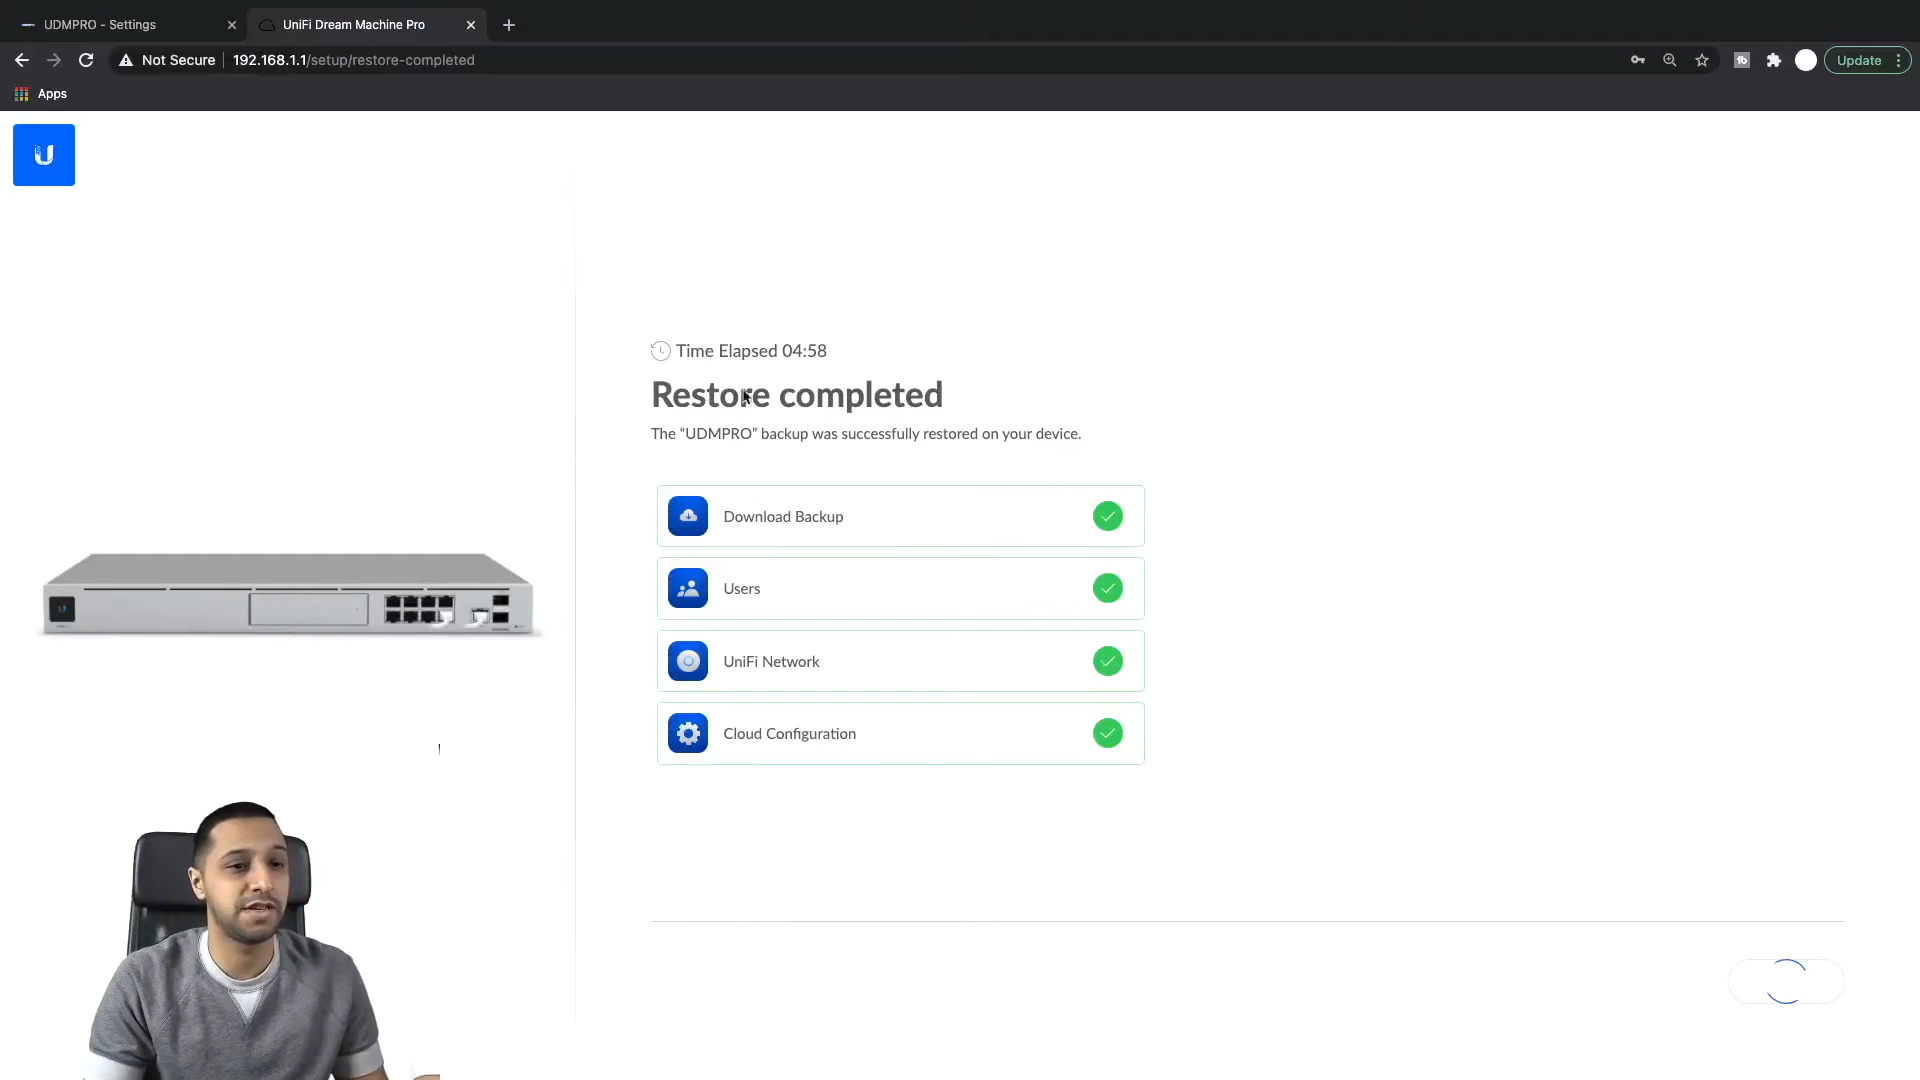 UDMPRO - Settings
UniFi Dream Machine Pro
Not Secure
192.168.1.1/setup/restore-completed
Update
Apps
Time Elapsed 04:58
Restore completed
The “UDMPRO” backup was successfully restored on your device.
Download Backup
Users
UniFi Network
Cloud Configuration